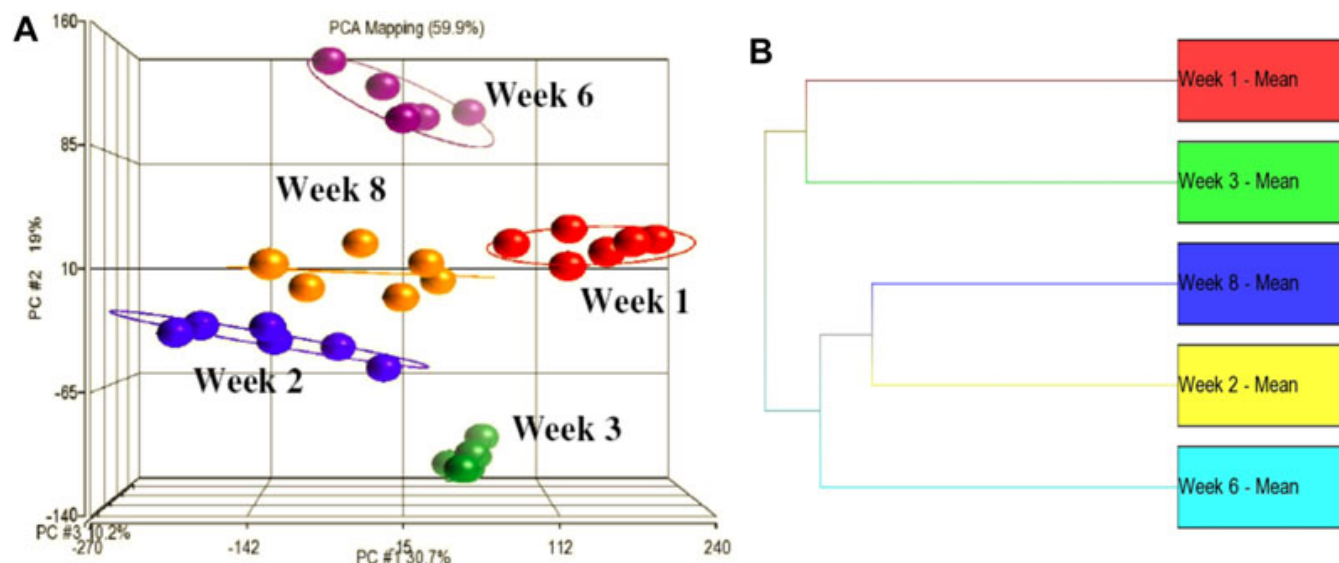 A
PCA Mapping (59.9%)
160
85
10
-65
-140
PC #2 19%
Week 6
Week 8
Week 1
Week 2
Week 3
PC #3 10.2%
-270
-142
-15
112
240
PC #1 30.7%
B
Week 1 - Mean
Week 3 - Mean
Week 8 - Mean
Week 2 - Mean
Week 6 - Mean